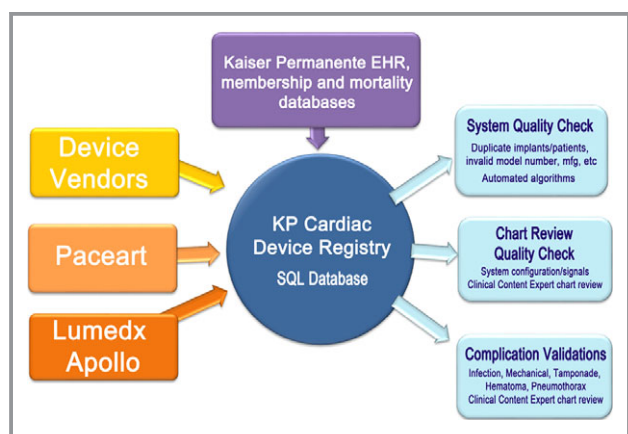 Kaiser Permanente EHR,
membership and mortality
databases
Device
Vendors
Paceart
Lumedx
Apollo
KP Cardiac
Device Registry
SQL Database
System Quality Check
Duplicate implants/patients,
invalid model number, mfg, etc
Automated algorithms
Chart Review
Quality Check
System configuration/signals
Clinical Content Expert chart review
Complication Validations
Infection, Mechanical, Tamponade,
Hematoma, Pneumothorax
Clinical Content Expert chart review